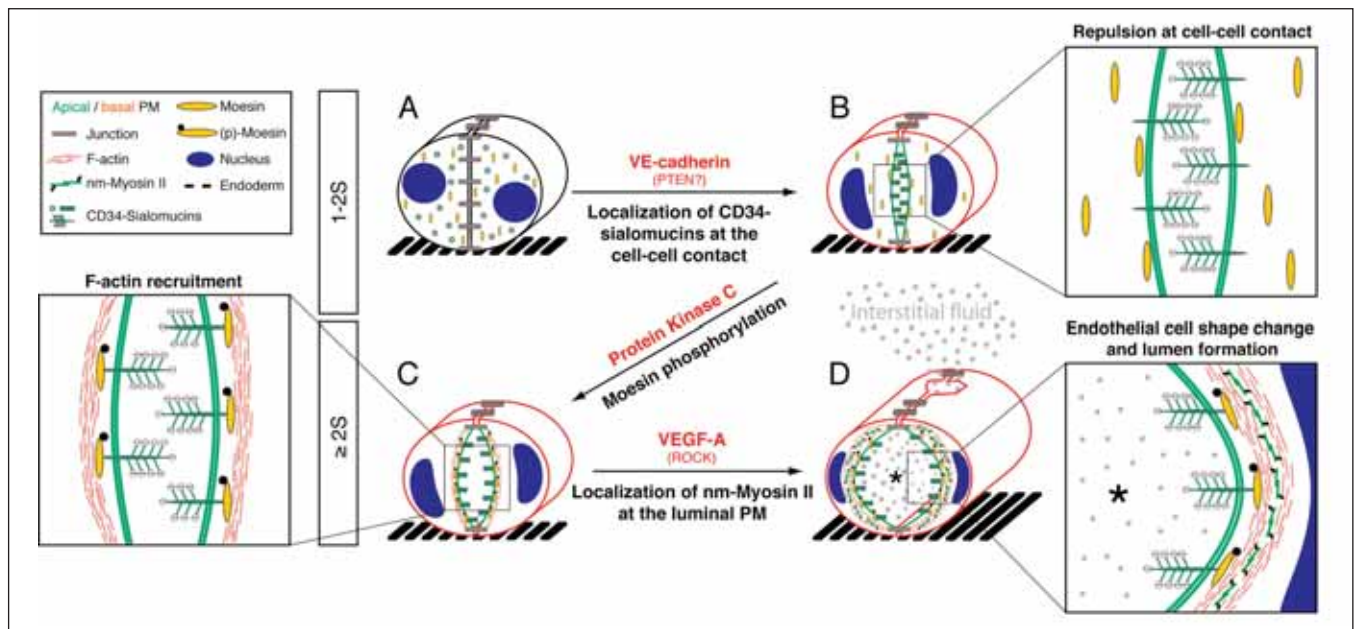 Repulsion at cell-cell contact
Apical / basal PM
Junction
F-actin
nm-Myosin II
CD34-Sialomucins
Moesin
(p)-Moesin
Nucleus
Endoderm
1-2S
A
VE-cadherin
(PTEN?)
Localization of CD34-
sialomucins at the
cell-cell contact
B
F-actin recruitment
≥ 2S
Protein Kinase C
Moesin phosphorylation
Interstitial fluid
Endothelial cell shape change
and lumen formation
C
VEGF-A
(ROCK)
Localization of nm-Myosin II
at the luminal PM
D
*
*